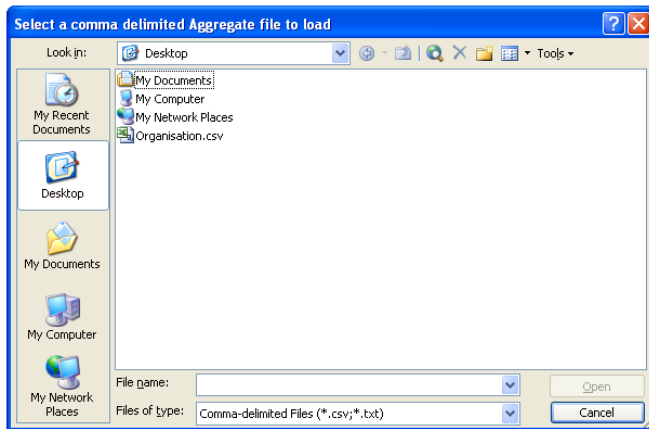 Select a comma delimited Aggregate file to load
Look in:
Desktop
Tools
My Recent
Documents
Desktop
My Documents
My Computer
My Network
Places
My Documents
My Computer
My Network Places
Organisation.csv
File name:
Open
Files of type:
Comma-delimited Files (*.csv;*.txt)
Cancel